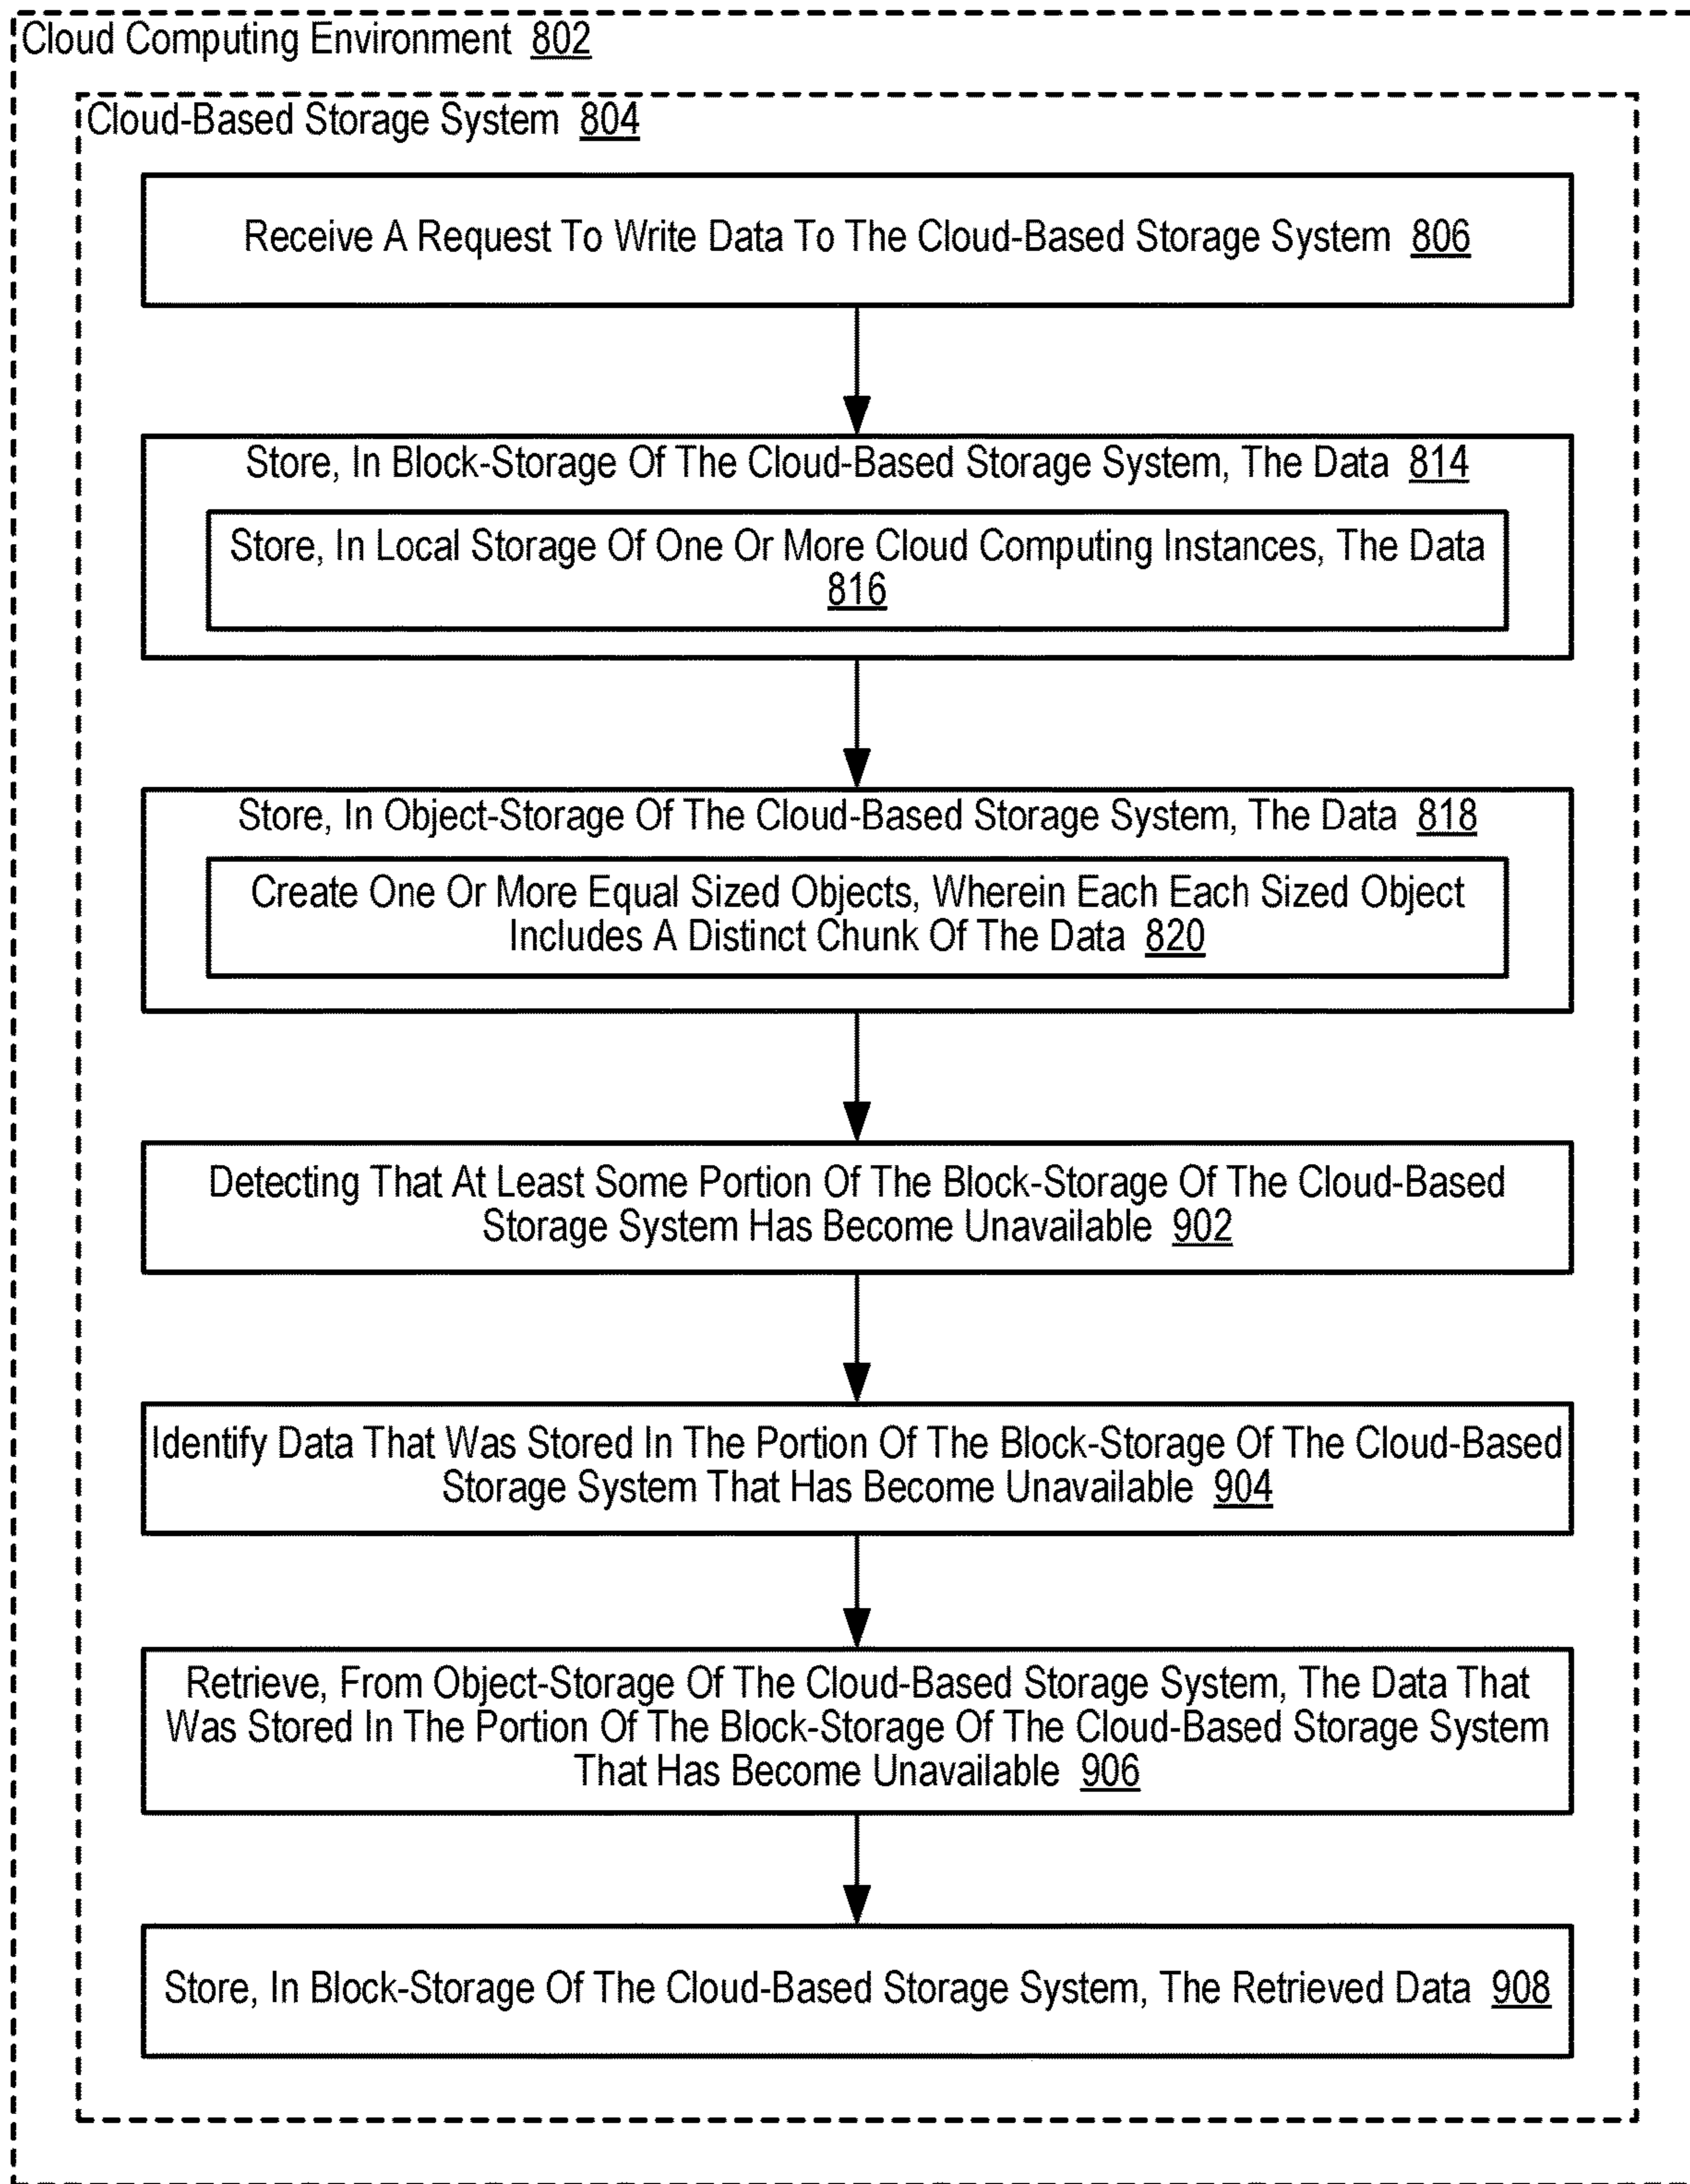 Cloud Computing Environment 802
Cloud-Based Storage System 804
Receive A Request To Write Data To The Cloud-Based Storage System 806
Store, In Block-Storage Of The Cloud-Based Storage System, The Data 814
Store, In Local Storage Of One Or More Cloud Computing Instances, The Data
816
Store, In Object-Storage Of The Cloud-Based Storage System, The Data 818
Create One Or More Equal Sized Objects, Wherein Each Each Sized Object
Includes A Distinct Chunk Of The Data 820
Detecting That At Least Some Portion Of The Block-Storage Of The Cloud-Based
Storage System Has Become Unavailable 902
Identify Data That Was Stored In The Portion Of The Block-Storage Of The Cloud-Based
Storage System That Has Become Unavailable 904
Retrieve, From Object-Storage Of The Cloud-Based Storage System, The Data That
Was Stored In The Portion Of The Block-Storage Of The Cloud-Based Storage System
That Has Become Unavailable 906
Store, In Block-Storage Of The Cloud-Based Storage System, The Retrieved Data 908